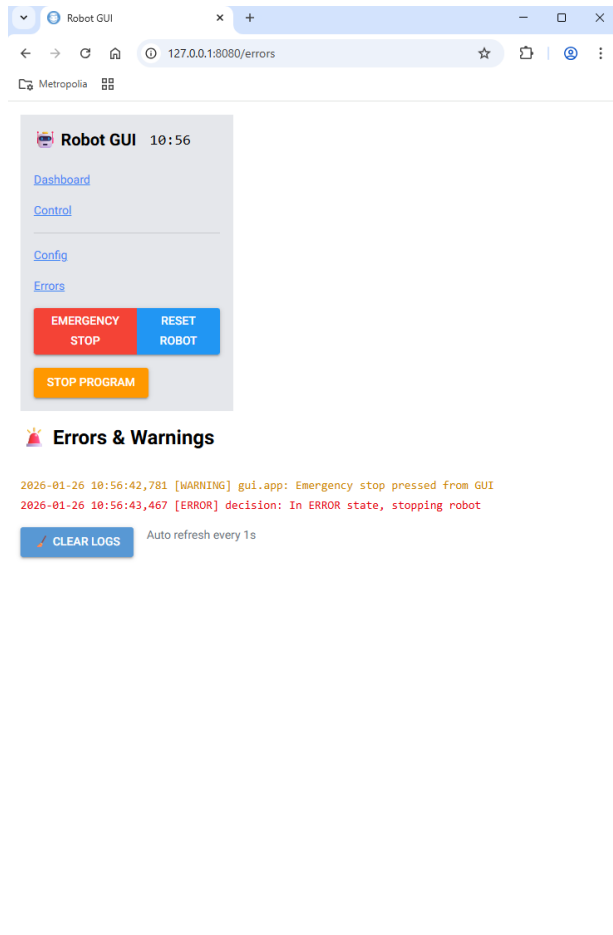 Robot GUI
127.0.0.1:8080/errors
Metropolia
Robot GUI 10:56
Dashboard
Control
Config
Errors
EMERGENCY
STOP
RESET
ROBOT
STOP PROGRAM
Errors & Warnings
2026-01-26 10:56:42,781 [WARNING] gui.app: Emergency stop pressed from GUI
2026-01-26 10:56:43,467 [ERROR] decision: In ERROR state, stopping robot
CLEAR LOGS
Auto refresh every 1s